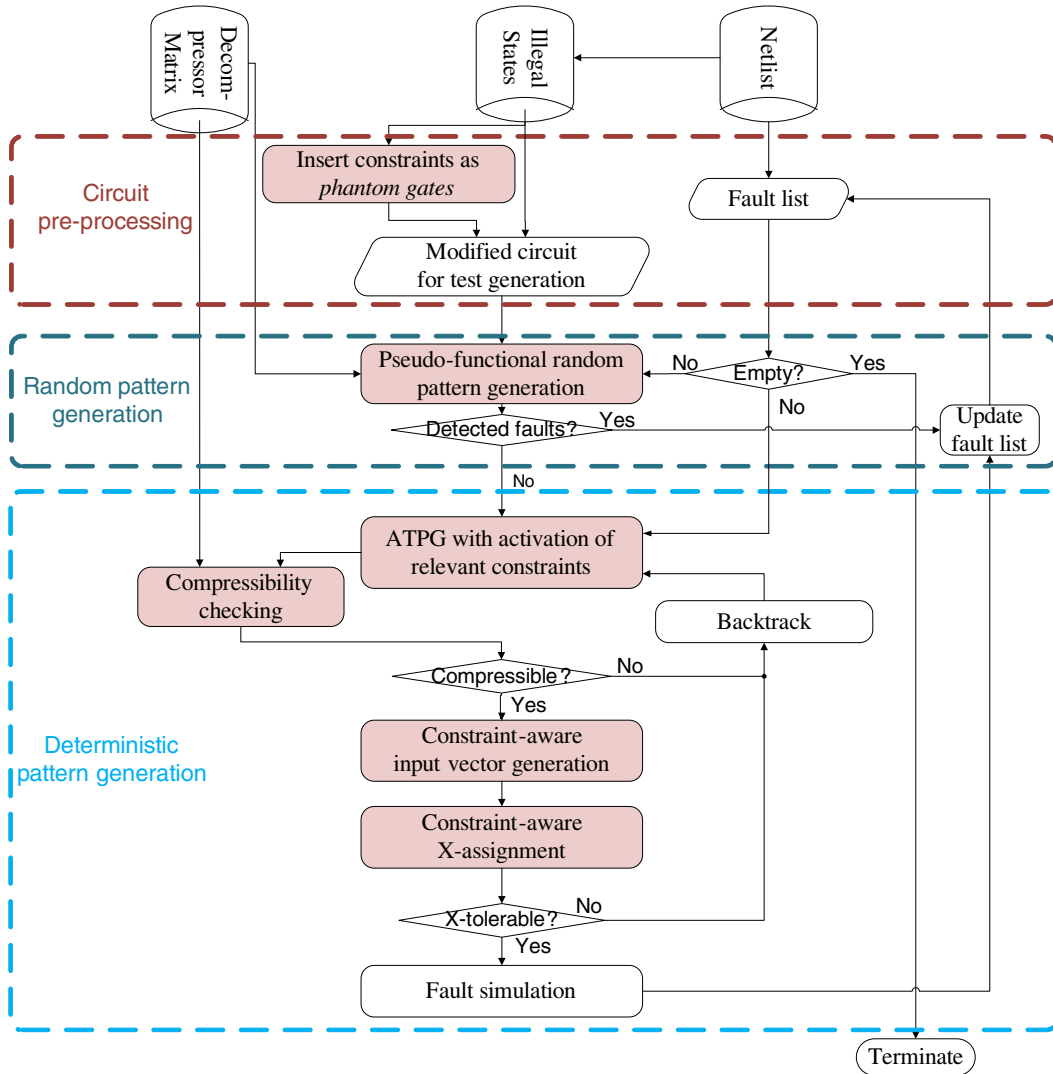 Decom-
pressor
Matrix
Illegal
States
Netlist
Circuit
pre-processing
Insert constraints as
phantom gates
Fault list
Modified circuit
for test generation
Random pattern
generation
Pseudo-functional random
pattern generation
No
Empty?
Yes
No
Detected faults?
Yes
Update
fault list
No
ATPG with activation of
relevant constraints
Compressibility
checking
Backtrack
Compressible?
No
Yes
Deterministic
pattern generation
Constraint-aware
input vector generation
Constraint-aware
X-assignment
X-tolerable?
No
Yes
Fault simulation
Terminate